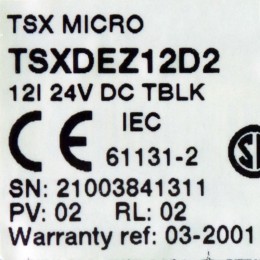 TSX MICRO
TSXDEZ12D2
12I 24V DC TBLK
CE IEC
61131-2
SN: 21003841311
PV: 02 RL: 02
Warranty ref: 03-2001